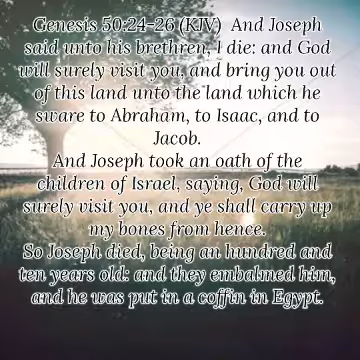 Genesis 50:24-26 (KJV)  And Joseph
said unto his brethren, I die: and God
will surely visit you, and bring you out
of this land unto the land which he
sware to Abraham, to Isaac, and to
Jacob.
And Joseph took an oath of the
children of Israel, saying, God will
surely visit you, and ye shall carry up
my bones from hence.
So Joseph died, being an hundred and
ten years old: and they embalmed him,
and he was put in a coffin in Egypt.